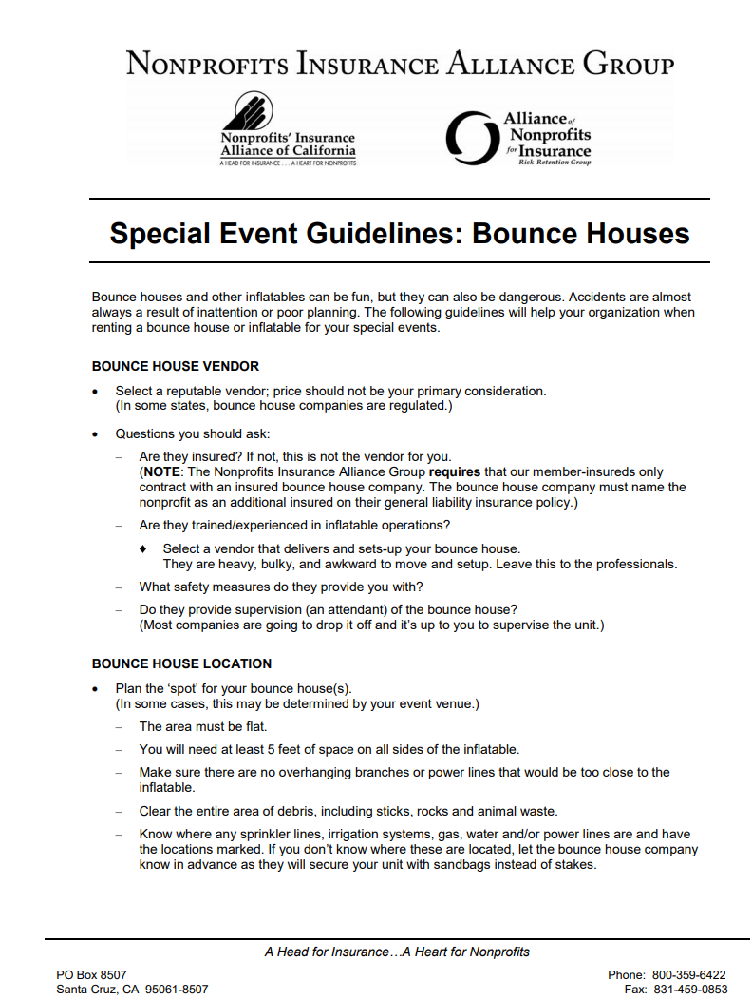 NONPROFITS INSURANCE ALLIANCE GROUP
Nonprofits' Insurance
Alliance of California
A HEAD FOR INSURANCE . . . A HEART FOR NONPROFITS
Alliance of
Nonprofits
for Insurance
Risk Retention Group
Special Event Guidelines: Bounce Houses
Bounce houses and other inflatables can be fun, but they can also be dangerous. Accidents are almost
always a result of inattention or poor planning. The following guidelines will help your organization when
renting a bounce house or inflatable for your special events.
BOUNCE HOUSE VENDOR
• Select a reputable vendor; price should not be your primary consideration.
(In some states, bounce house companies are regulated.)
• Questions you should ask:
– Are they insured? If not, this is not the vendor for you.
(NOTE: The Nonprofits Insurance Alliance Group requires that our member-insureds only
contract with an insured bounce house company. The bounce house company must name the
nonprofit as an additional insured on their general liability insurance policy.)
– Are they trained/experienced in inflatable operations?
♦ Select a vendor that delivers and sets-up your bounce house.
They are heavy, bulky, and awkward to move and setup. Leave this to the professionals.
– What safety measures do they provide you with?
– Do they provide supervision (an attendant) of the bounce house?
(Most companies are going to drop it off and it's up to you to supervise the unit.)
BOUNCE HOUSE LOCATION
• Plan the 'spot' for your bounce house(s).
(In some cases, this may be determined by your event venue.)
– The area must be flat.
– You will need at least 5 feet of space on all sides of the inflatable.
– Make sure there are no overhanging branches or power lines that would be too close to the
inflatable.
– Clear the entire area of debris, including sticks, rocks and animal waste.
– Know where any sprinkler lines, irrigation systems, gas, water and/or power lines are and have
the locations marked. If you don't know where these are located, let the bounce house company
know in advance as they will secure your unit with sandbags instead of stakes.
A Head for Insurance…A Heart for Nonprofits
PO Box 8507 Phone: 800-359-6422
Santa Cruz, CA 95061-8507 Fax: 831-459-0853